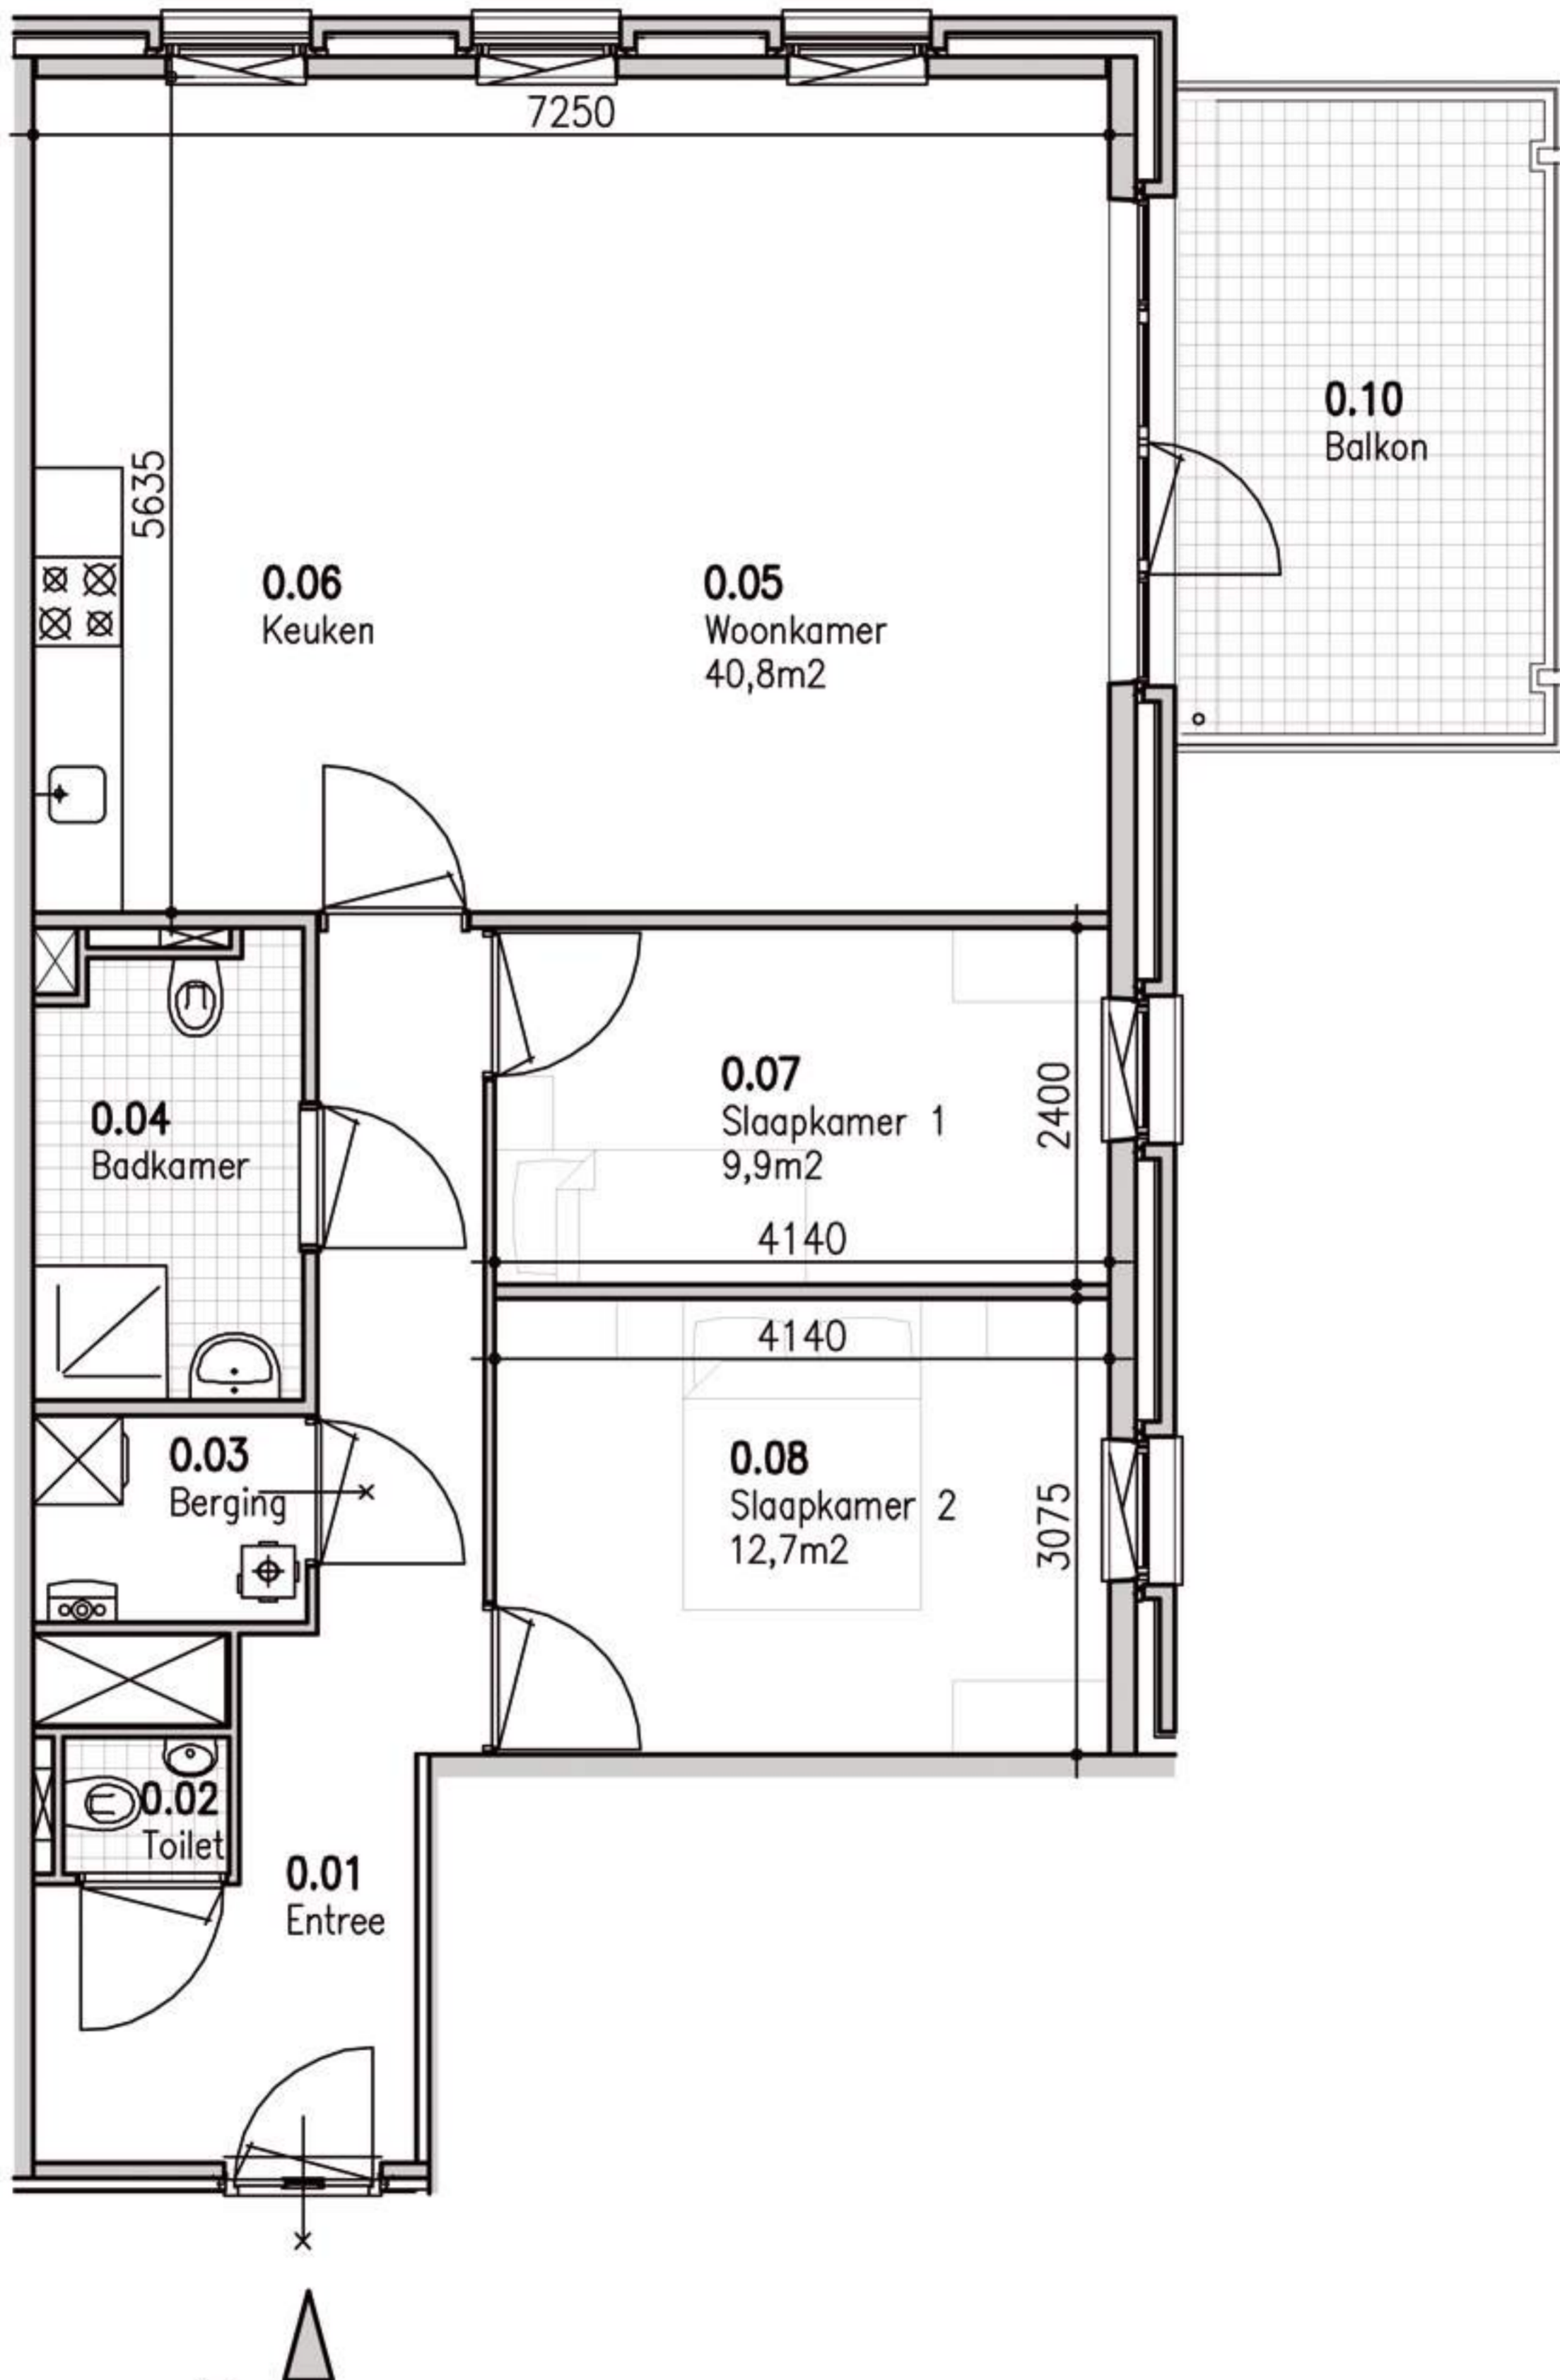 7250
5635
0.10
Balkon
0.06
Keuken
0.05
Woonkamer
40,8m2
0.07
Slaapkamer 1
9,9m2
2400
4140
0.04
Badkamer
4140
0.03
Berging
0.08
Slaapkamer 2
12,7m2
3075
0.02
Toilet
0.01
Entree